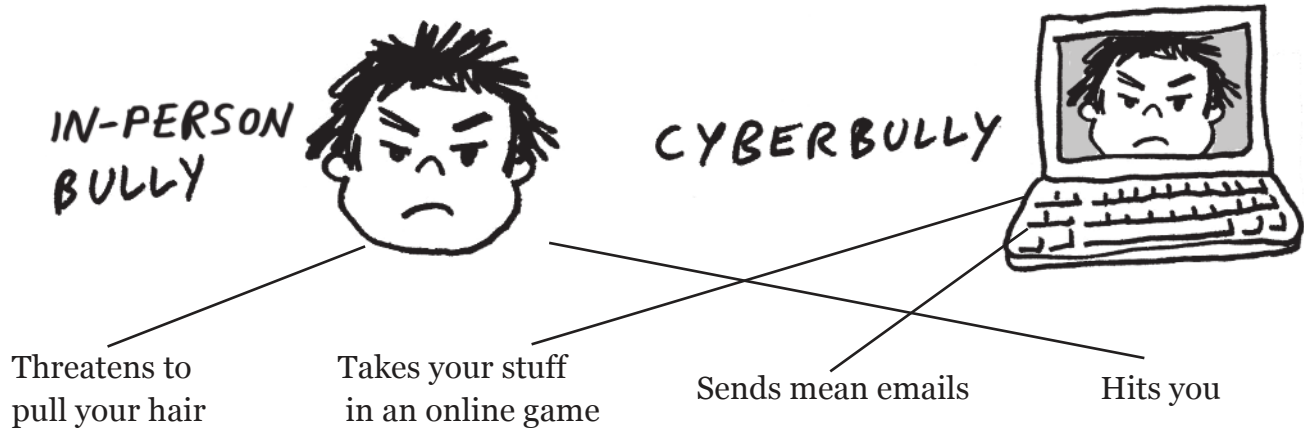 IN-PERSON
BULLY
CYBERBULLY
Threatens to
pull your hair
Takes your stuff
in an online game
Sends mean emails
Hits you